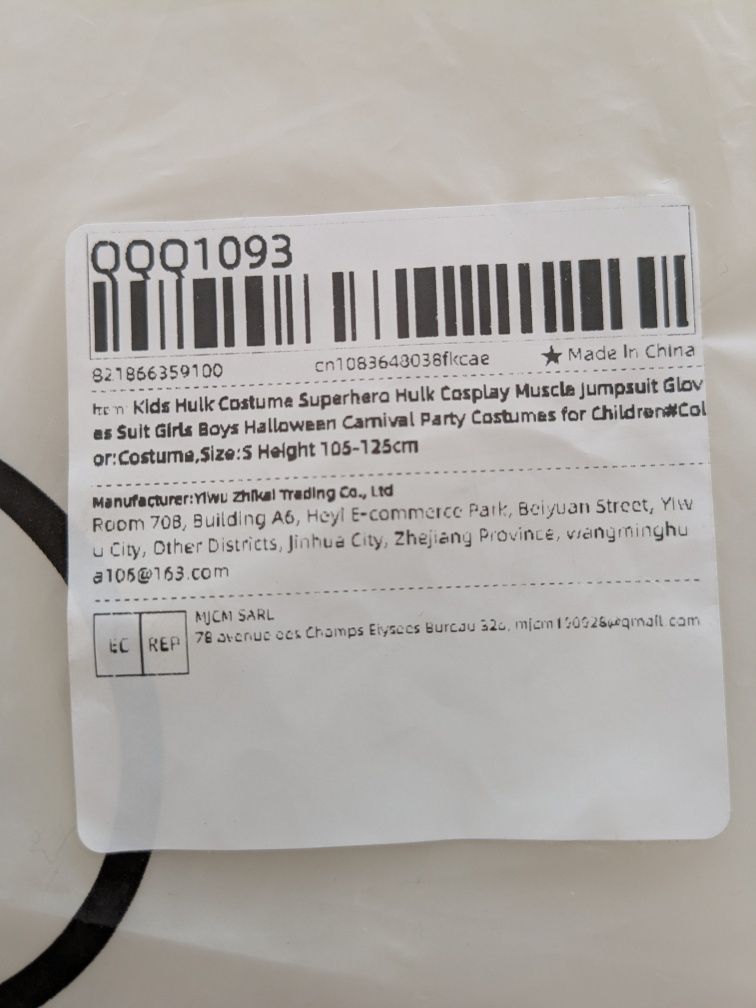 QQQ1093
821866359100 cn1083648038fkcae ★ Made In China
Item: Kids Hulk Costume Superhero Hulk Cosplay Muscle Jumpsuit Glov
es Suit Girls Boys Halloween Carnival Party Costumes for Children#Col
or:Costume,Size:S Height 105-125cm
Manufacturer:Yiwu Zhikai Trading Co., Ltd
Room 708, Building A6, Heyi E-commerce Park, Beiyuan Street, Yiw
u City, Other Districts, Jinhua City, Zhejiang Province, wangminghu
a106@163.com
EC REP
MJCM SARL
78 avenue des Champs Elysees Bureau